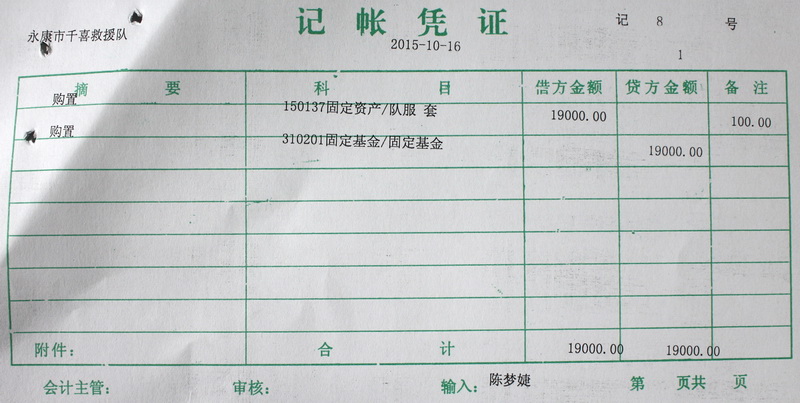 记帐凭证
记 8 号
永康市千喜救援队
2015-10-16
1
摘要 科目 借方金额 贷方金额 备注
购置 150137固定资产/队服 套 19000.00 100.00
购置 310201固定基金/固定基金 19000.00
附件： 合计 19000.00 19000.00
会计主管： 审核： 输入： 陈梦婕 第 页共 页